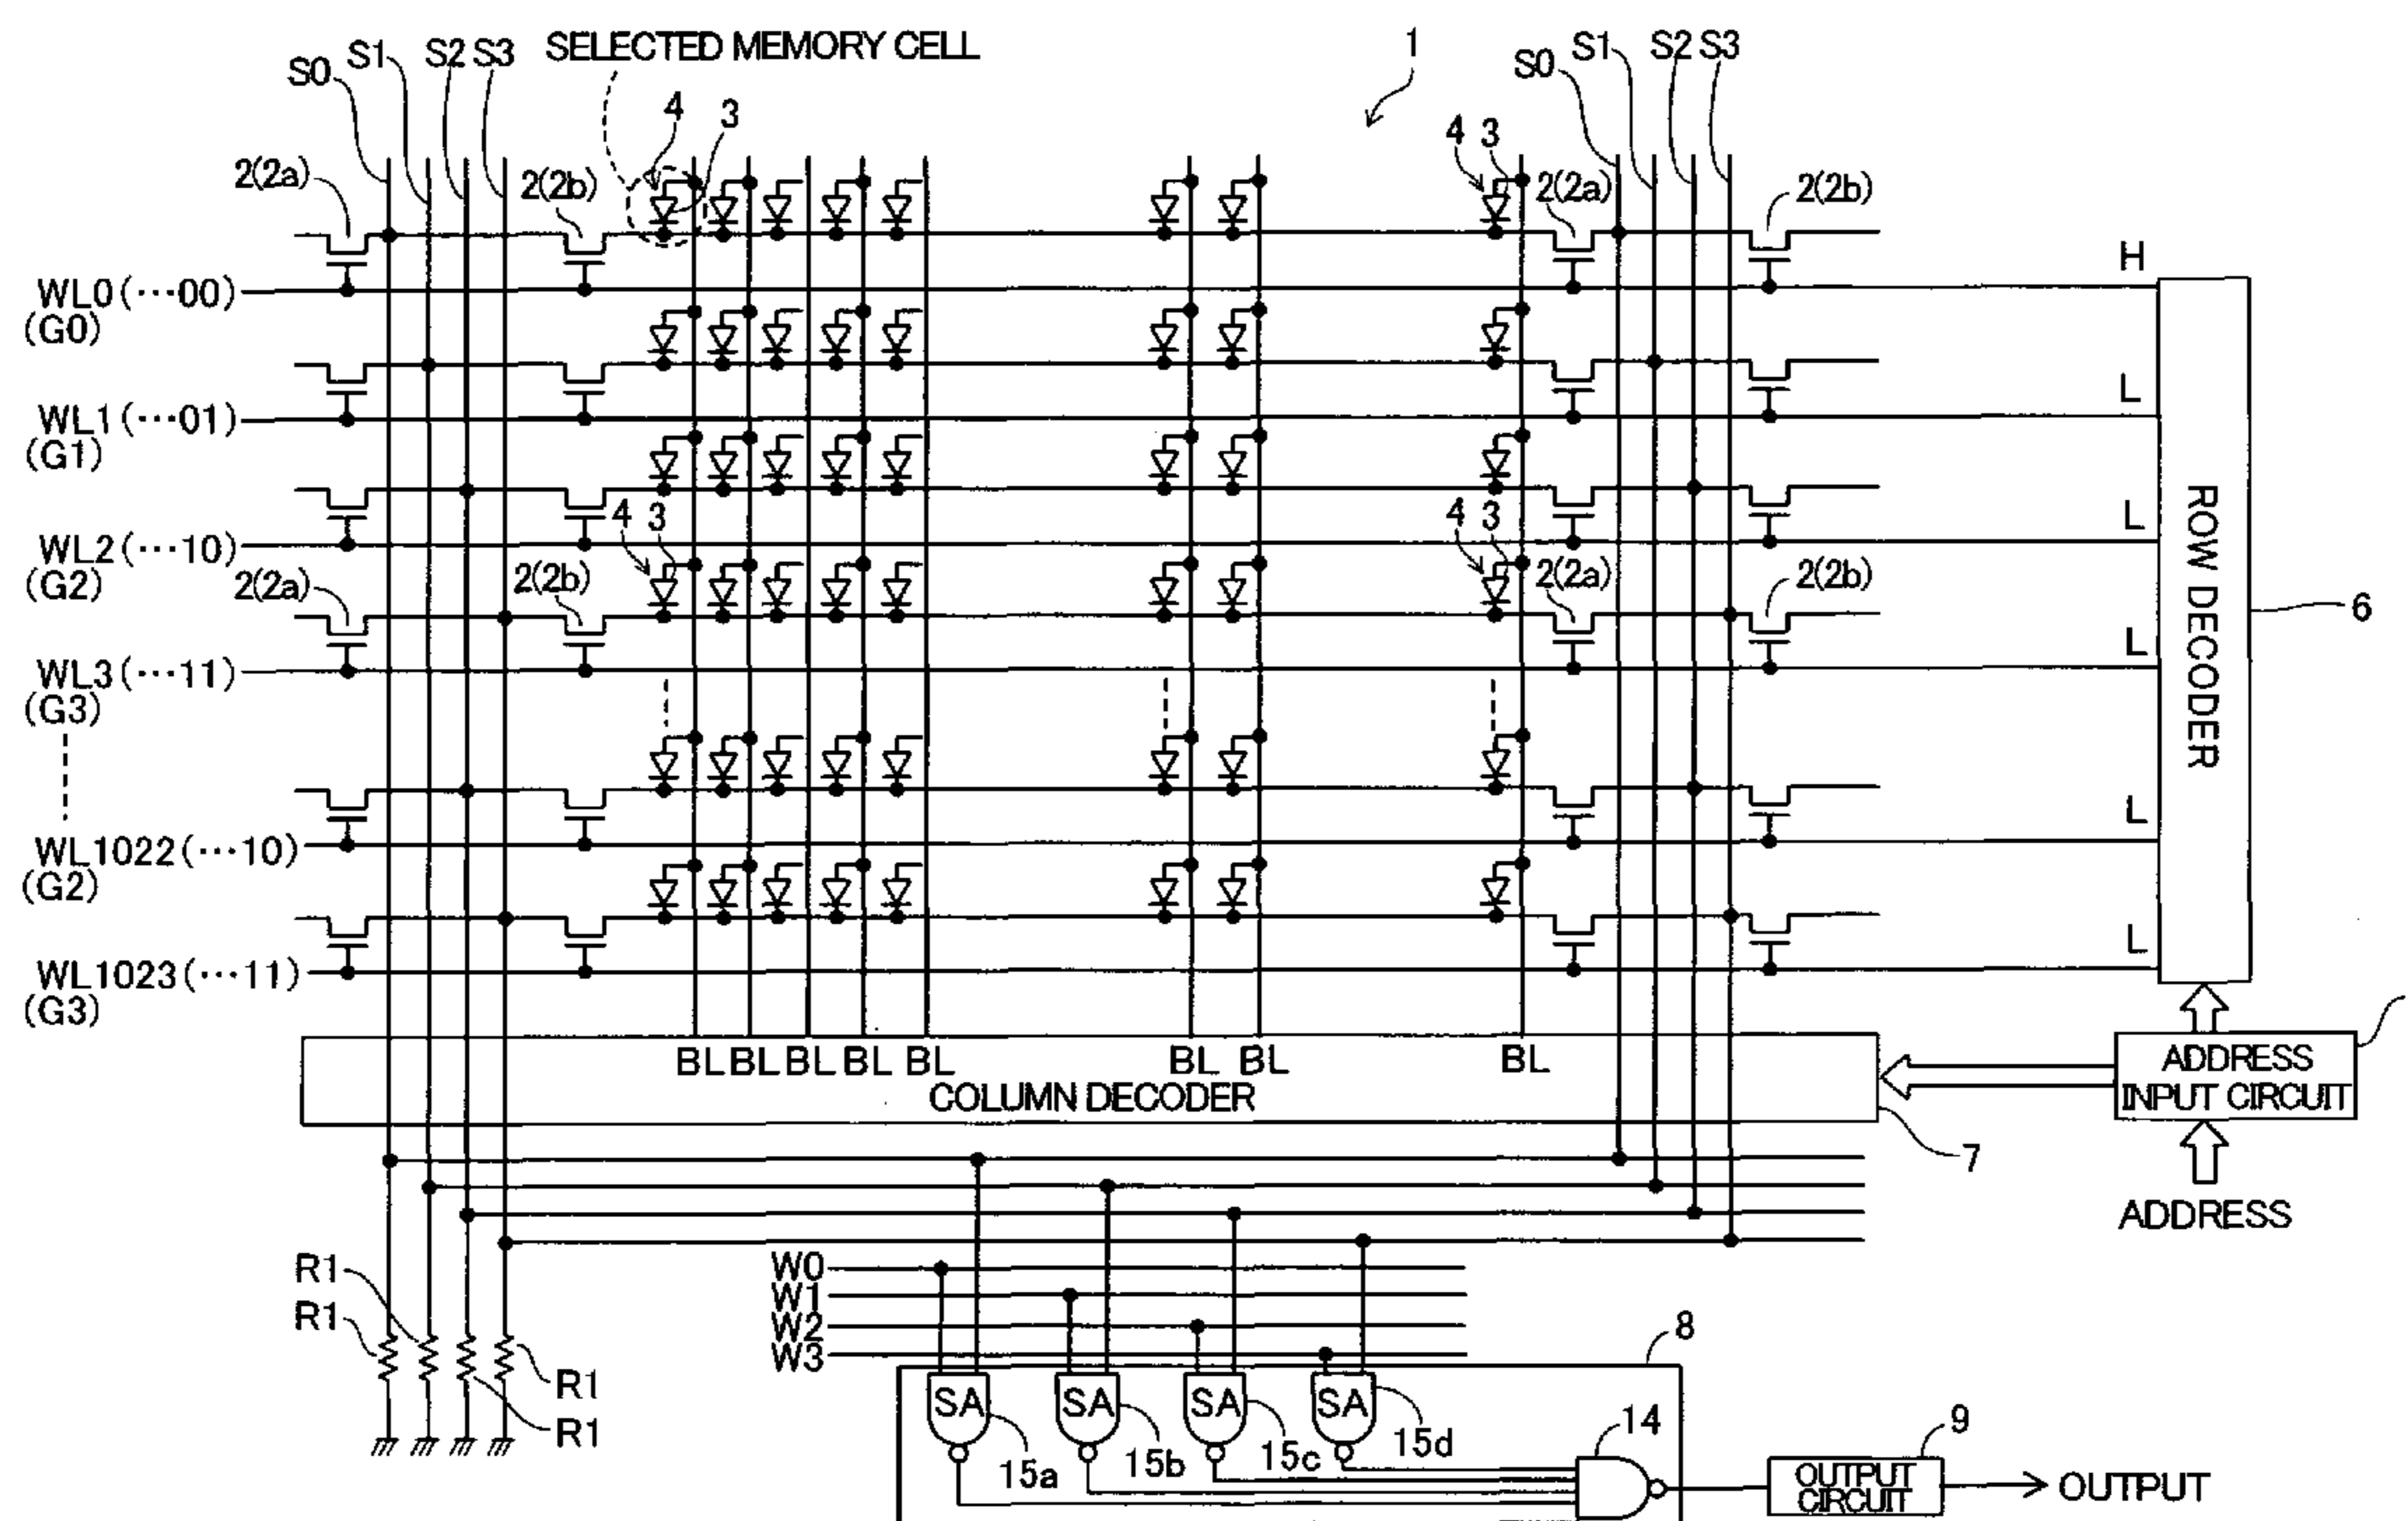 SELECTED MEMORY CELL
1
S0 S1 S2 S3
S0 S1 S2 S3
4 3
4 3
2(2a)
2(2b)
2(2a)
2(2b)
H
WL0(···00)
(G0)
L
WL1(···01)
(G1)
L
4 3
4 3
WL2(···10)
(G2)
2(2a)
2(2b)
2(2a)
2(2b)
L
WL3(···11)
(G3)
ROW DECODER
6
L
WL1022(···10)
(G2)
L
WL1023(···11)
(G3)
BL BL BL BL BL BL BL BL
COLUMN DECODER
7
ADDRESS
INPUT CIRCUIT
ADDRESS
R1
R1
R1
R1
W0
W1
W2
W3
8
SA SA SA SA
15a 15b 15c 15d
14
9
OUTPUT
CIRCUIT
OUTPUT